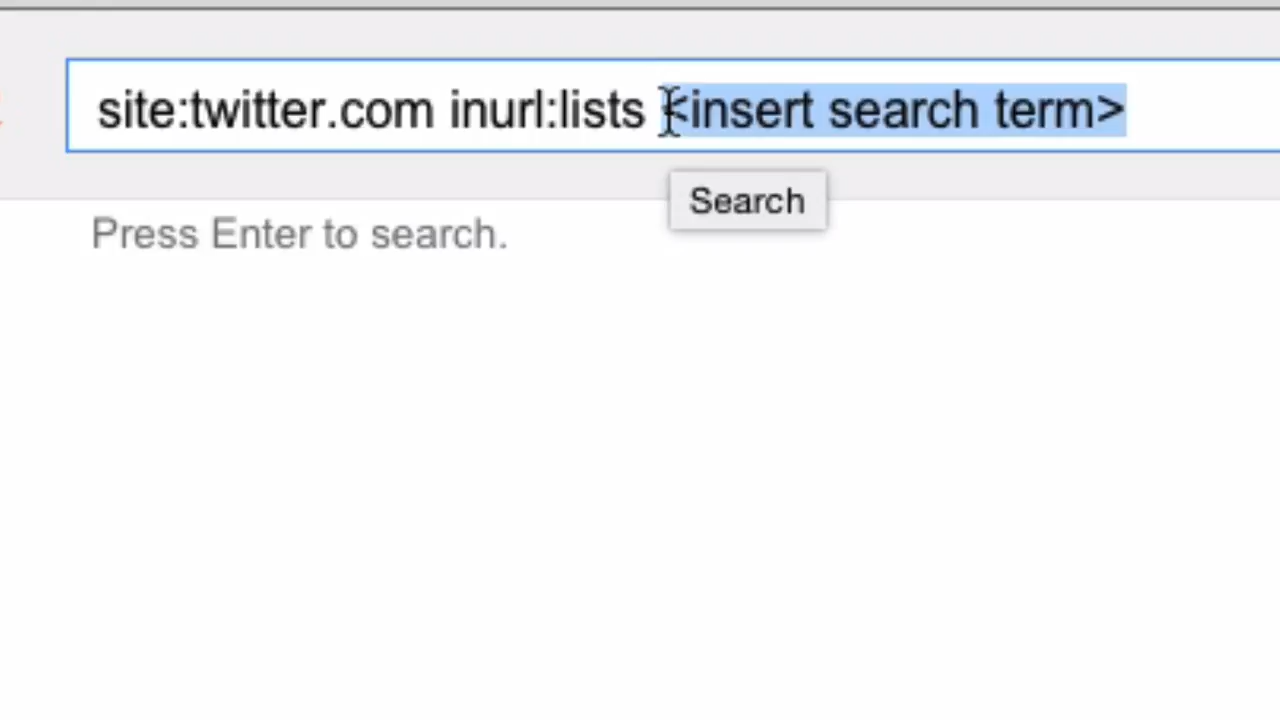 site:twitter.com inurl:lists <insert search term>
Search
Press Enter to search.